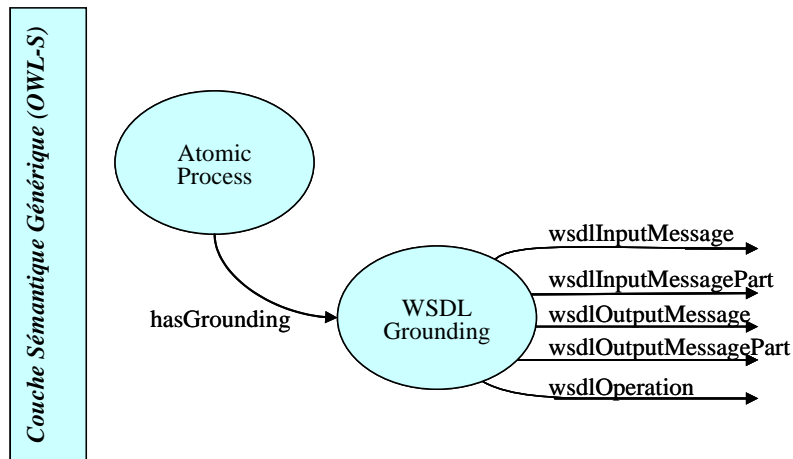 Couche Sémantique Générique (OWL-S)
Atomic
Process
hasGrounding
WSDL
Grounding
wsdlInputMessage
wsdlInputMessagePart
wsdlOutputMessage
wsdlOutputMessagePart
wsdlOperation